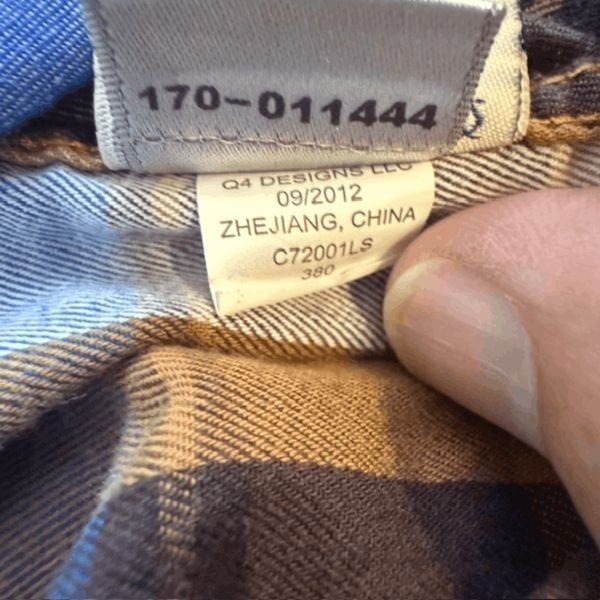 170-011444
Q4 DESIGNS LLC
09/2012
ZHEJIANG, CHINA
C72001LS
380